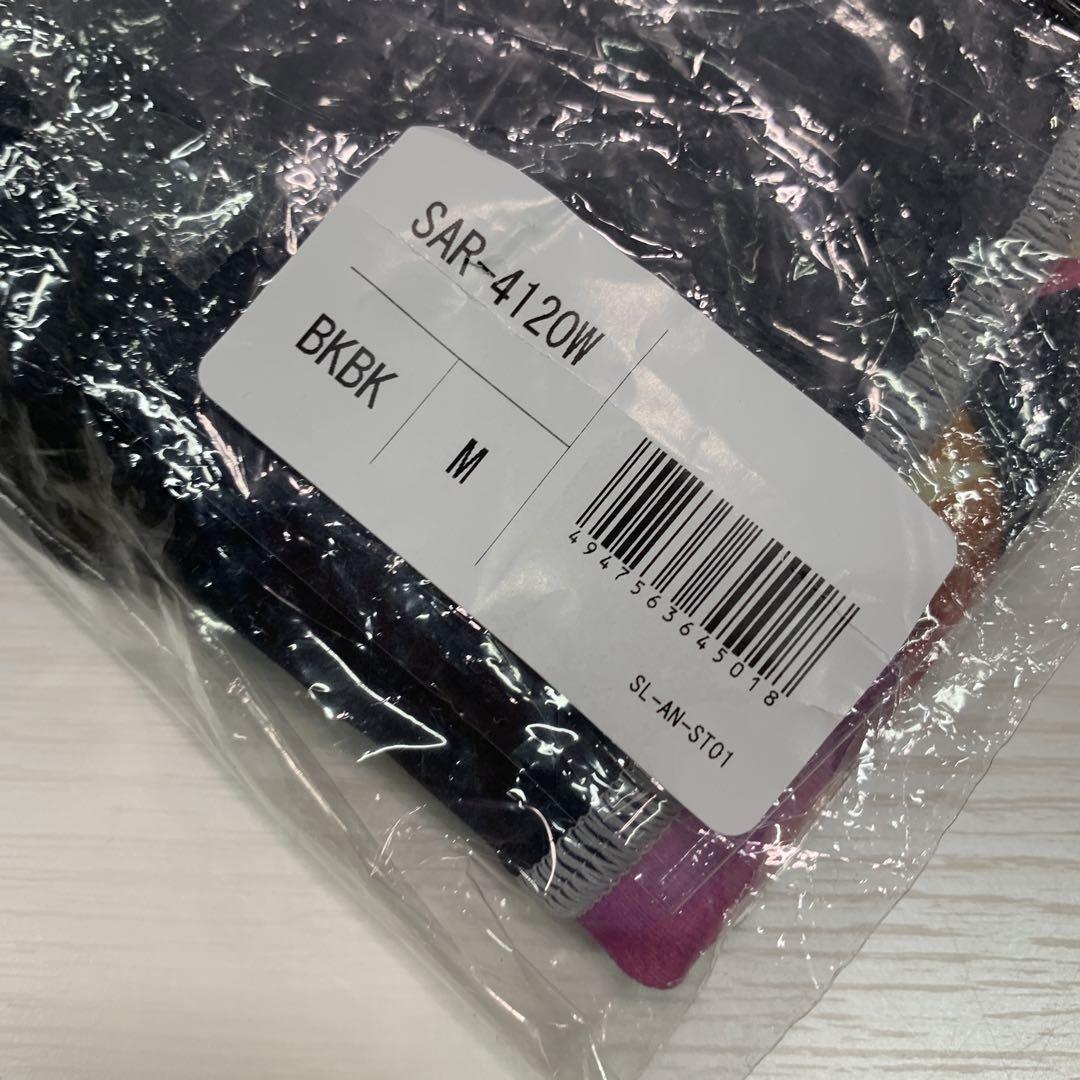 SAR-4120W
BKBK
M
4947563645018
SL-AN-ST01